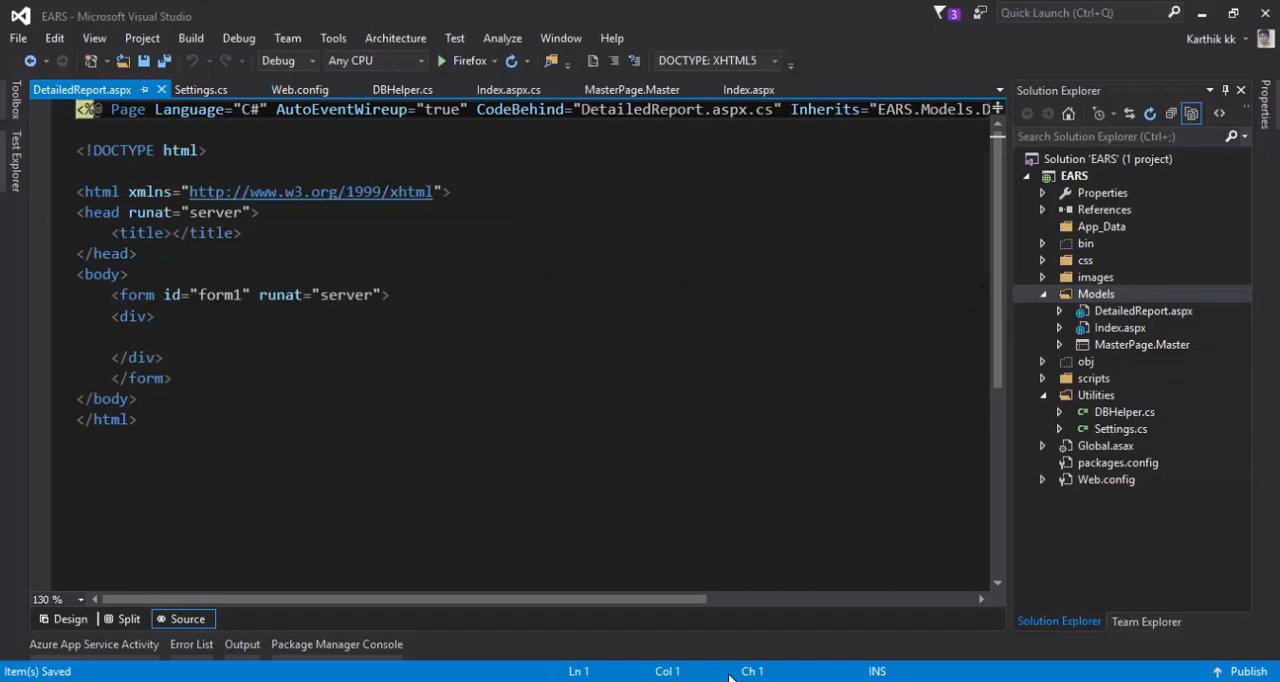 EARS - Microsoft Visual Studio
3
Quick Launch (Ctrl+Q)
File Edit View Project Build Debug Team Tools Architecture Test Analyze Window Help
Karthik kk
Debug Any CPU Firefox DOCTYPE: XHTML5
Toolbox
Test Explorer
DetailedReport.aspx Settings.cs Web.config DBHelper.cs Index.aspx.cs MasterPage.Master Index.aspx
<%@ Page Language="C#" AutoEventWireup="true" CodeBehind="DetailedReport.aspx.cs" Inherits="EARS.Models.D
<!DOCTYPE html>
<html xmlns="http://www.w3.org/1999/xhtml">
<head runat="server">
<title></title>
</head>
<body>
<form id="form1" runat="server">
<div>
</div>
</form>
</body>
</html>
130 %
Design Split Source
Solution Explorer
Search Solution Explorer (Ctrl+;)
Solution 'EARS' (1 project)
EARS
Properties
References
App_Data
bin
css
images
Models
DetailedReport.aspx
Index.aspx
MasterPage.Master
obj
scripts
Utilities
DBHelper.cs
Settings.cs
Global.asax
packages.config
Web.config
Solution Explorer Team Explorer
Properties
Azure App Service Activity Error List Output Package Manager Console
Item(s) Saved Ln 1 Col 1 Ch 1 INS Publish